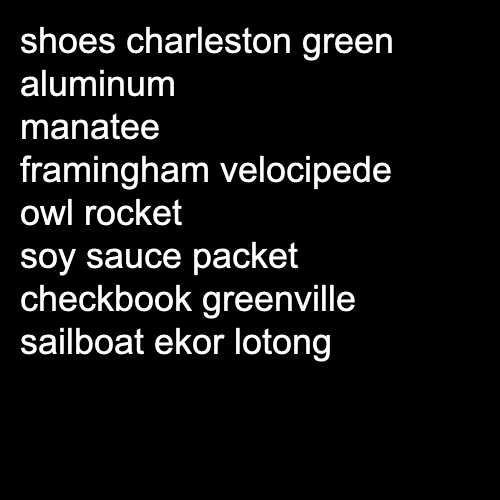 shoes charleston green
aluminum
manatee
framingham velocipede
owl rocket
soy sauce packet
checkbook greenville
sailboat ekor lotong